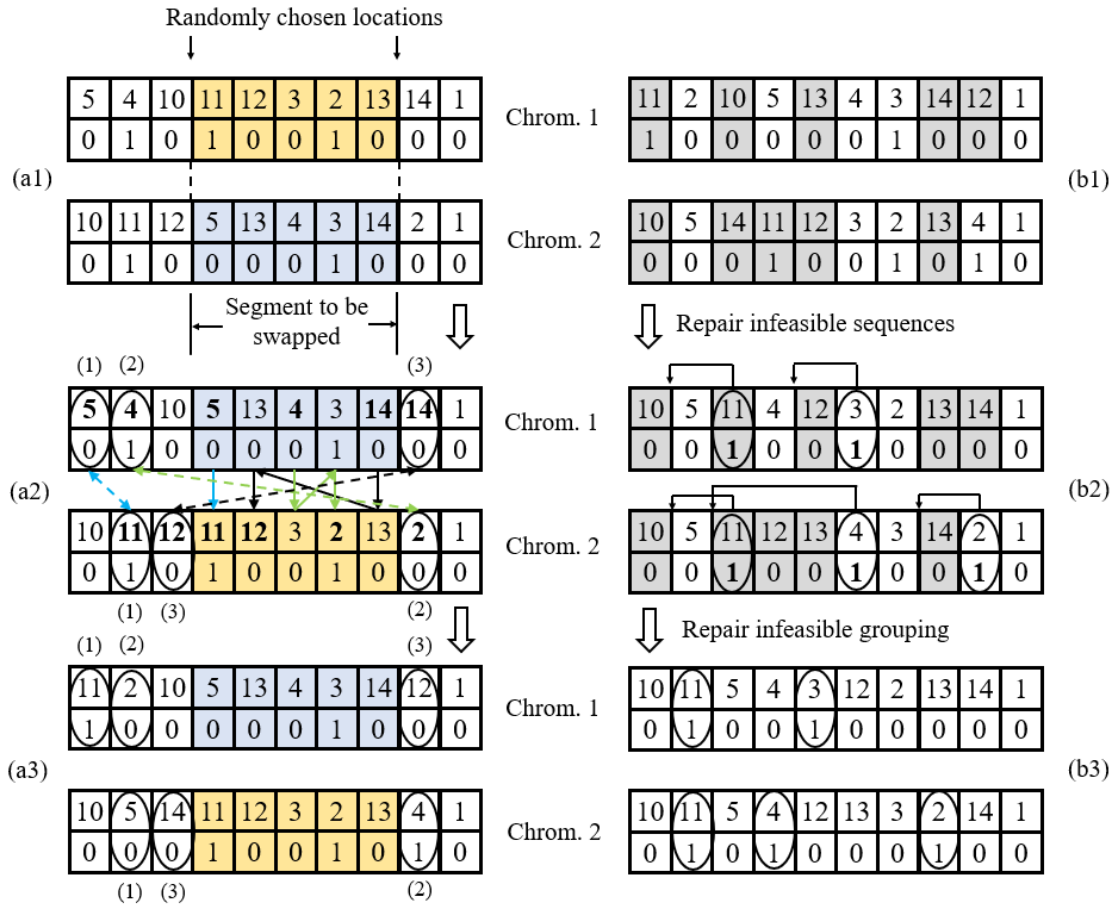 Randomly chosen locations
5 4 10 11 12 3 2 13 14 1
0 1 0 1 0 0 1 0 0 0
Chrom. 1
11 2 10 5 13 4 3 14 12 1
1 0 0 0 0 0 1 0 0 0
(a1)
(b1)
10 11 12 5 13 4 3 14 2 1
0 1 0 0 0 0 1 0 0 0
Chrom. 2
10 5 14 11 12 3 2 13 4 1
0 0 0 1 0 0 1 0 1 0
Segment to be
swapped
Repair infeasible sequences
(1) (2) (3)
5 4 10 5 13 4 3 14 14 1
0 1 0 0 0 0 1 0 0 0
Chrom. 1
10 5 11 4 12 3 2 13 14 1
0 0 1 0 0 1 0 0 0 0
(a2)
(b2)
10 11 12 11 12 3 2 13 2 1
0 1 0 1 0 0 1 0 0 0
Chrom. 2
10 5 11 12 13 4 3 14 2 1
0 0 1 0 0 1 0 0 1 0
(1) (3) (2)
Repair infeasible grouping
(1) (2) (3)
11 2 10 5 13 4 3 14 12 1
1 0 0 0 0 0 1 0 0 0
Chrom. 1
10 11 5 4 3 12 2 13 14 1
0 1 0 0 1 0 0 0 0 0
(a3)
(b3)
10 5 14 11 12 3 2 13 4 1
0 0 0 1 0 0 1 0 1 0
Chrom. 2
10 11 5 4 12 13 3 2 14 1
0 1 0 1 0 0 0 1 0 0
(1) (3) (2)